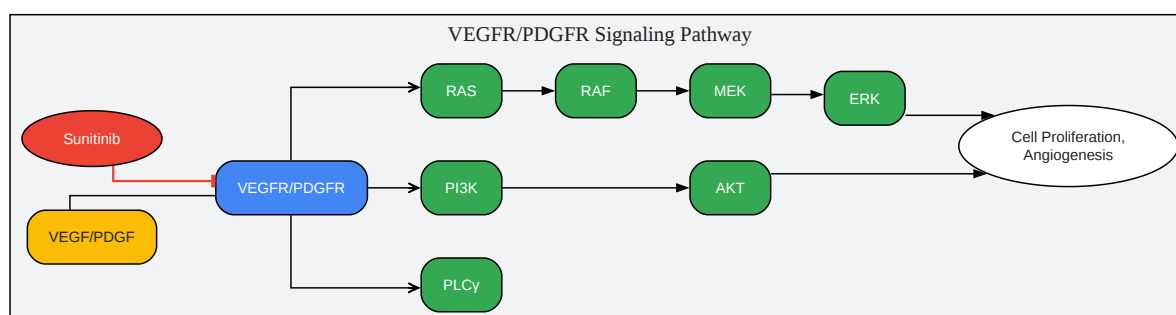 VEGFR/PDGFR Signaling Pathway
RAS
RAF
MEK
ERK
Sunitinib
Cell Proliferation,
Angiogenesis
VEGFR/PDGFR
PI3K
AKT
VEGF/PDGF
PLCγ